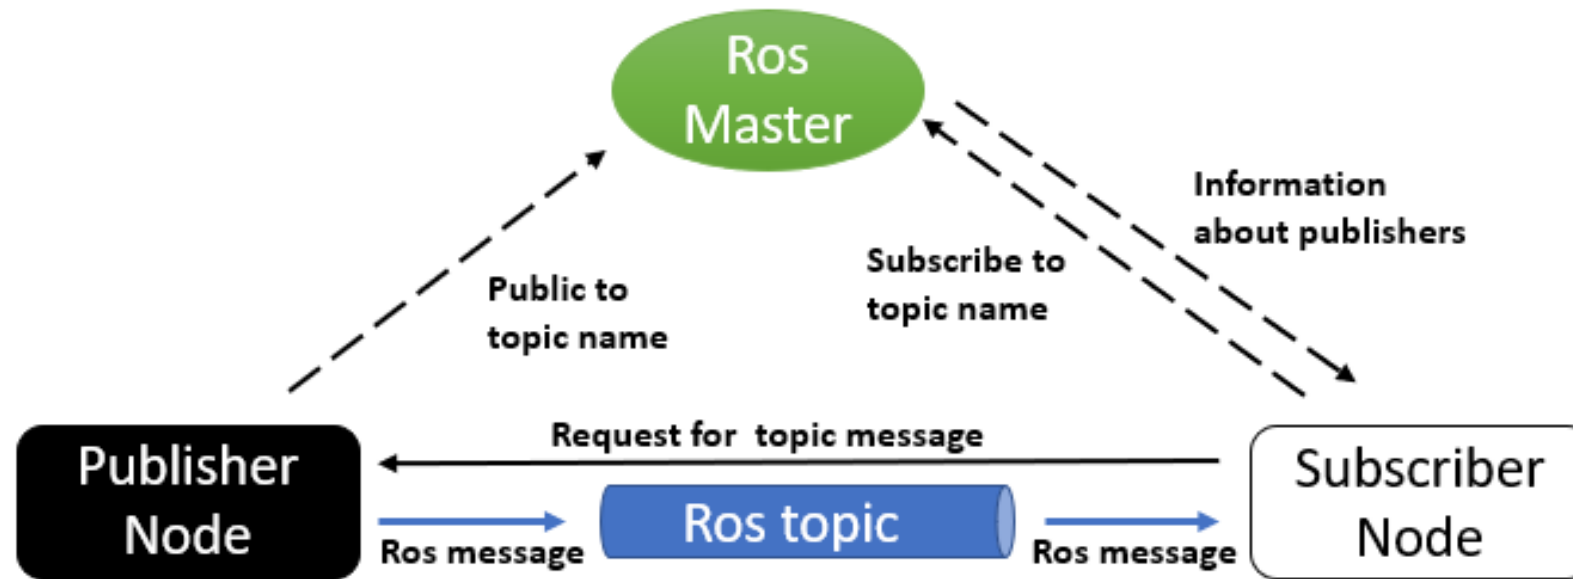 Ros
Master
Information
about publishers
Subscribe to
topic name
Public to
topic name
Request for  topic message
Publisher
Node
Ros message
Ros topic
Ros message
Subscriber
Node